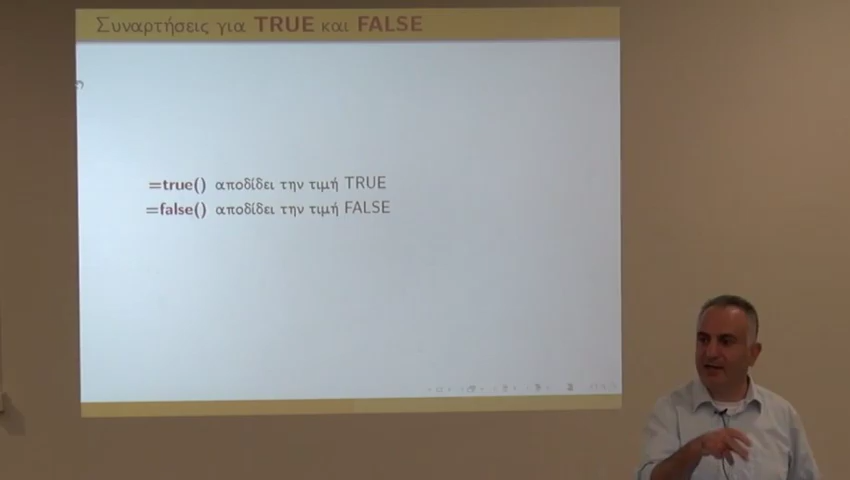 Συναρτήσεις για TRUE και FALSE
=true() αποδίδει την τιμή TRUE
=false() αποδίδει την τιμή FALSE